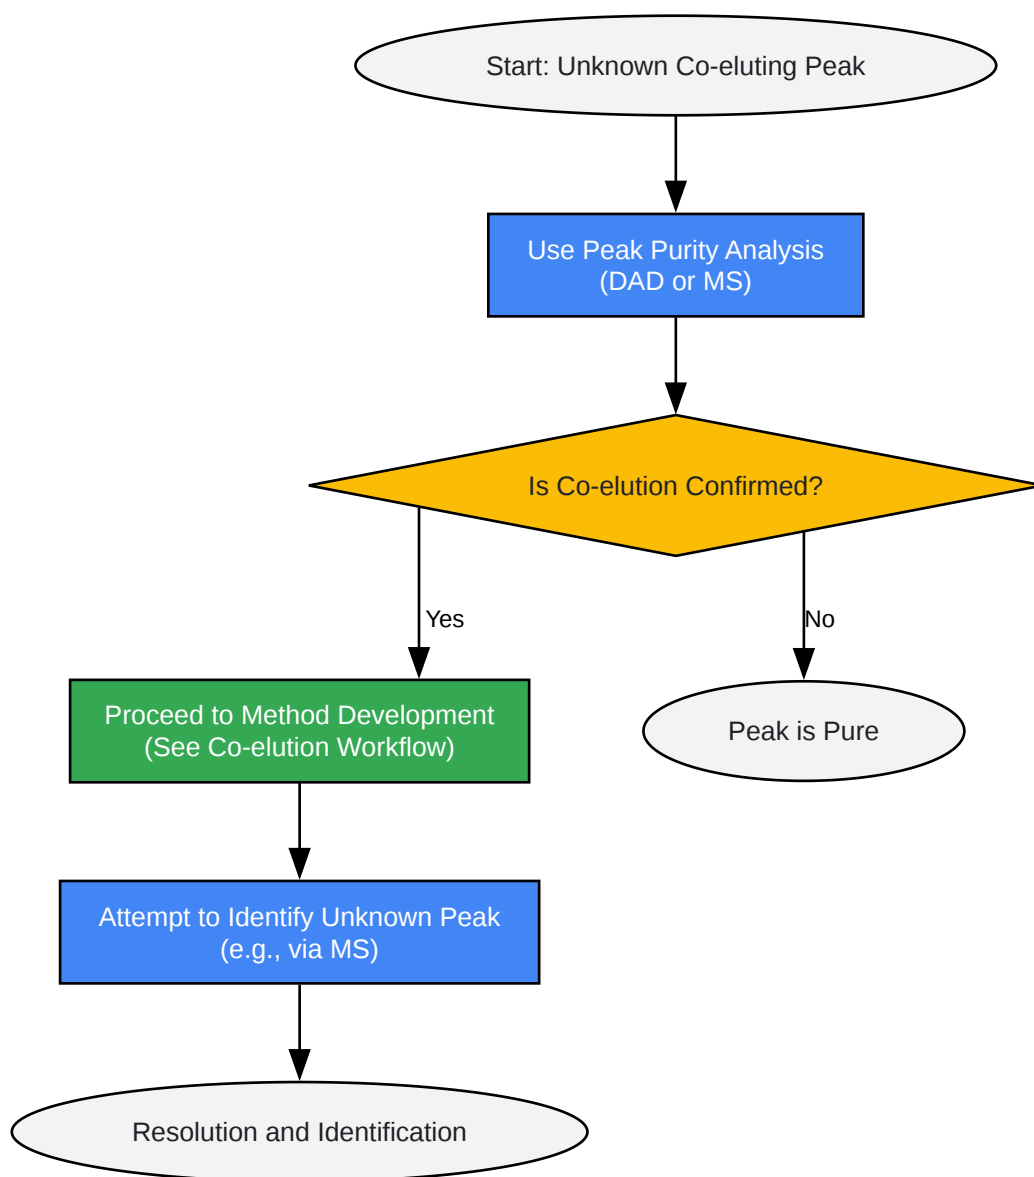 Start: Unknown Co-eluting Peak
Use Peak Purity Analysis
(DAD or MS)
Is Co-elution Confirmed?
Yes
No
Proceed to Method Development
(See Co-elution Workflow)
Peak is Pure
Attempt to Identify Unknown Peak
(e.g., via MS)
Resolution and Identification